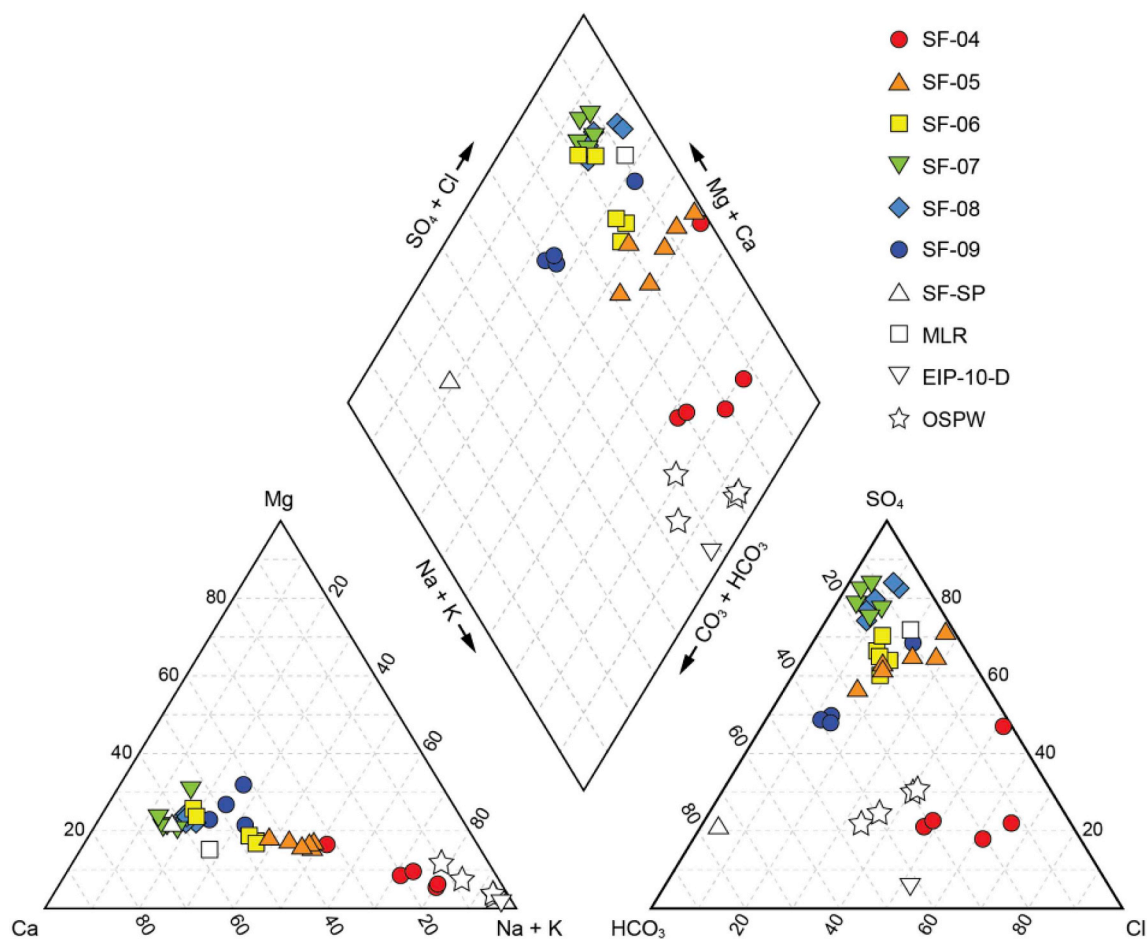 SF-04
SF-05
SF-06
SF-07
SF-08
SF-09
SF-SP
MLR
EIP-10-D
OSPW
SO₄ + Cl
Mg + Ca
Na + K
CO₃ + HCO₃
Mg
80
60
40
20
20
40
60
80
Ca
80
60
40
20
Na + K
SO₄
20
40
60
80
80
60
40
20
HCO₃
20
40
60
80
Cl